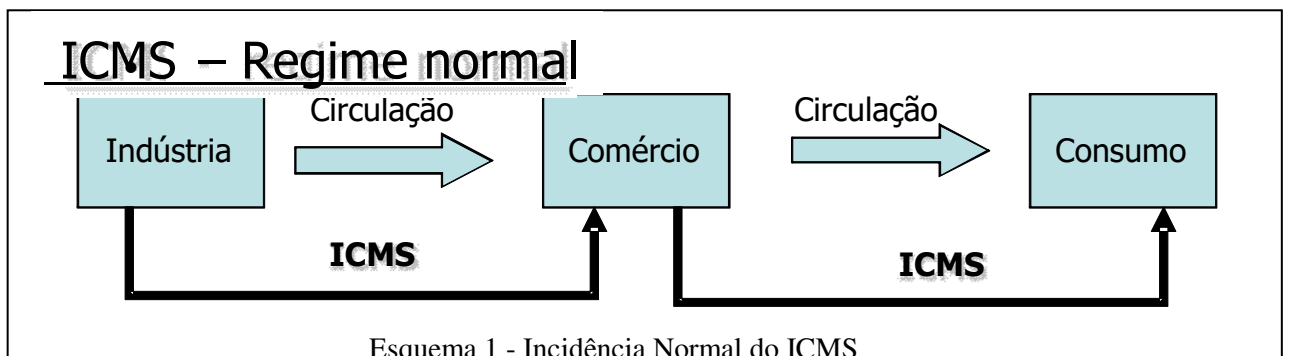 ICMS – Regime normal
Circulação
Circulação
Indústria
Comércio
Consumo
ICMS
ICMS
Esquema 1 - Incidência Normal do ICMS